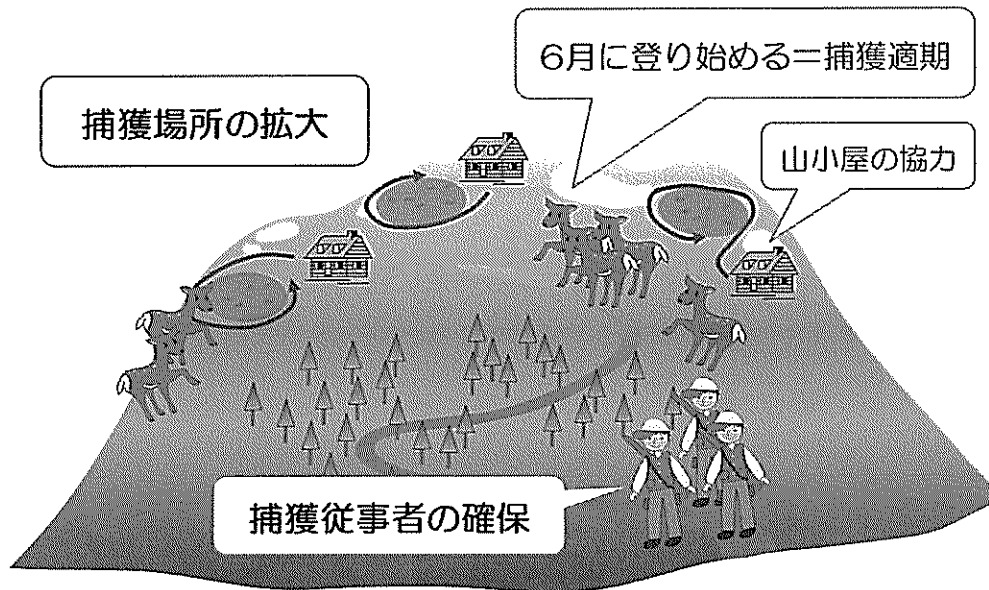 6月に登り始める＝捕獲適期
捕獲場所の拡大
山小屋の協力
捕獲従事者の確保